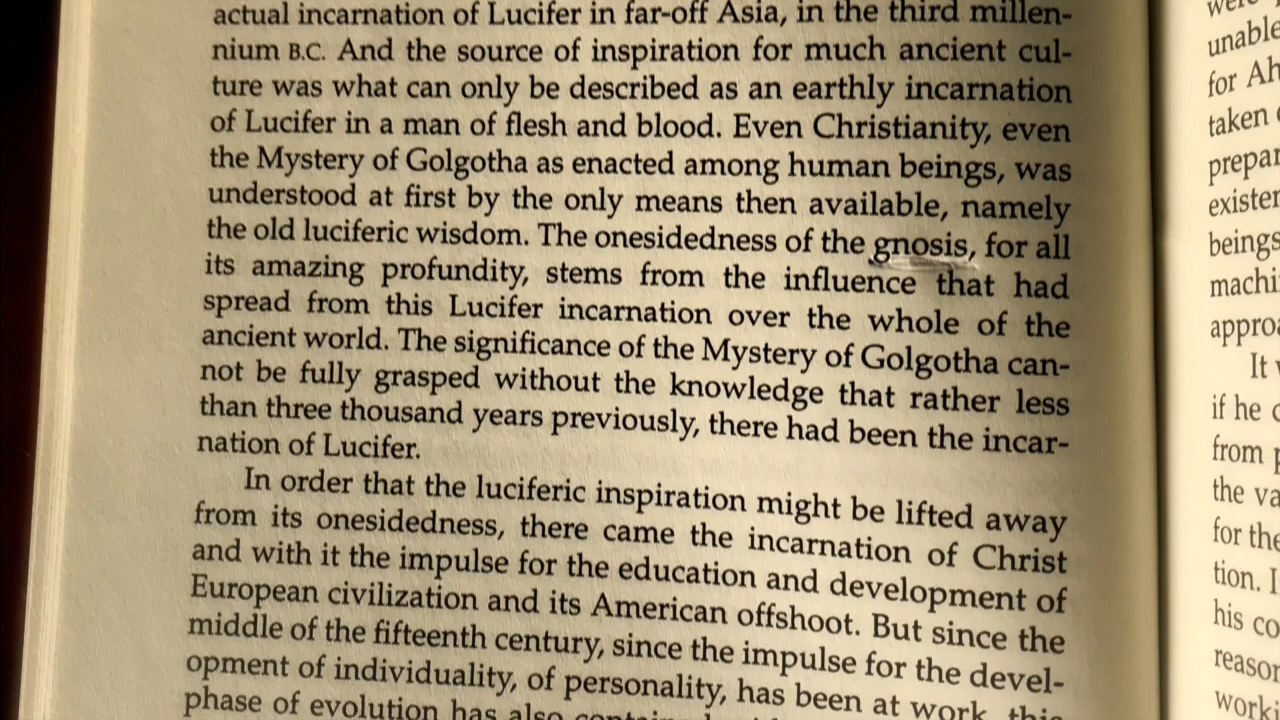 actual incarnation of Lucifer in far-off Asia, in the third millen-
nium B.C. And the source of inspiration for much ancient cul-
ture was what can only be described as an earthly incarnation
of Lucifer in a man of flesh and blood. Even Christianity, even
the Mystery of Golgotha as enacted among human beings, was
understood at first by the only means then available, namely
the old luciferic wisdom. The onesidedness of the gnosis, for all
its amazing profundity, stems from the influence that had
spread from this Lucifer incarnation over the whole of the
ancient world. The significance of the Mystery of Golgotha can-
not be fully grasped without the knowledge that rather less
than three thousand years previously, there had been the incar-
nation of Lucifer.
In order that the luciferic inspiration might be lifted away
from its onesidedness, there came the incarnation of Christ
and with it the impulse for the education and development of
European civilization and its American offshoot. But since the
middle of the fifteenth century, since the impulse for the devel-
opment of individuality, of personality, has been at work, this
phase of evolution has also
were
unable
for Ah
taken
prepar
existen
beings
machi
approa
It
if he
from
the va
for the
tion. I
his co
reason
worki